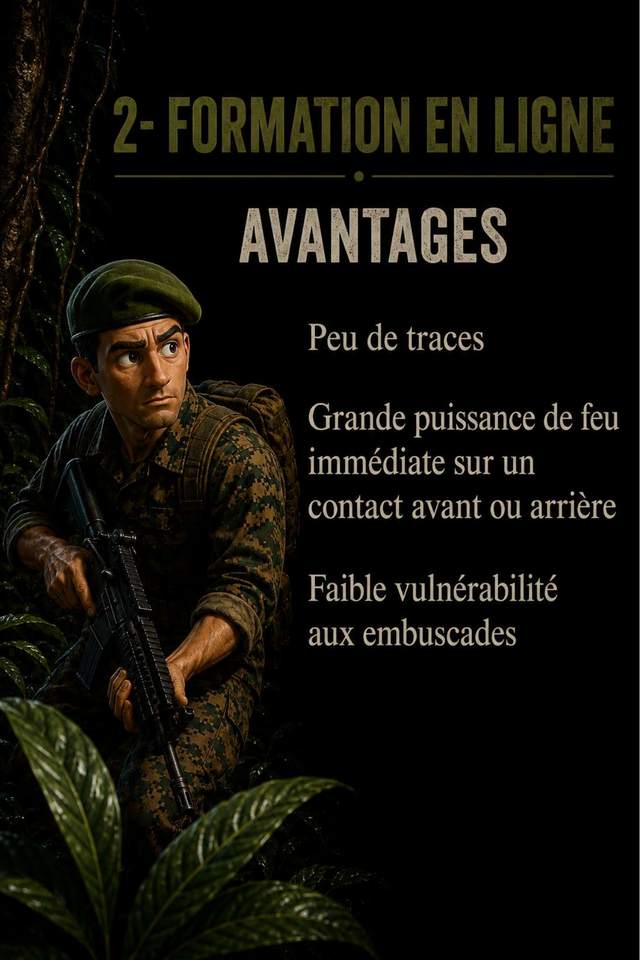 2- FORMATION EN LIGNE
AVANTAGES
Peu de traces
Grande puissance de feu
immédiate sur un
contact avant ou arrière
Faible vulnérabilité
aux embuscades